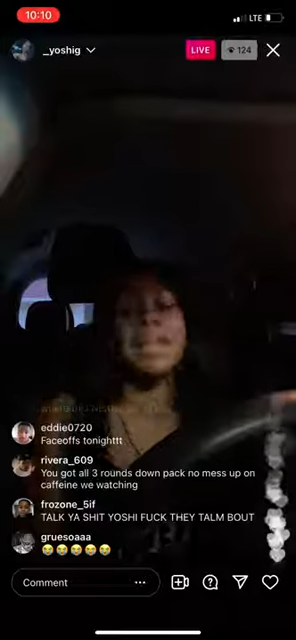 10:10
LTE
_yoshig
LIVE
124
eddie0720
Faceoffs tonighttt
rivera_609
You got all 3 rounds down pack no mess up on
caffeine we watching
frozone_5if
TALK YA SHIT YOSHI FUCK THEY TALM BOUT
gruesoaaa
😭😭😭😭😭
Comment